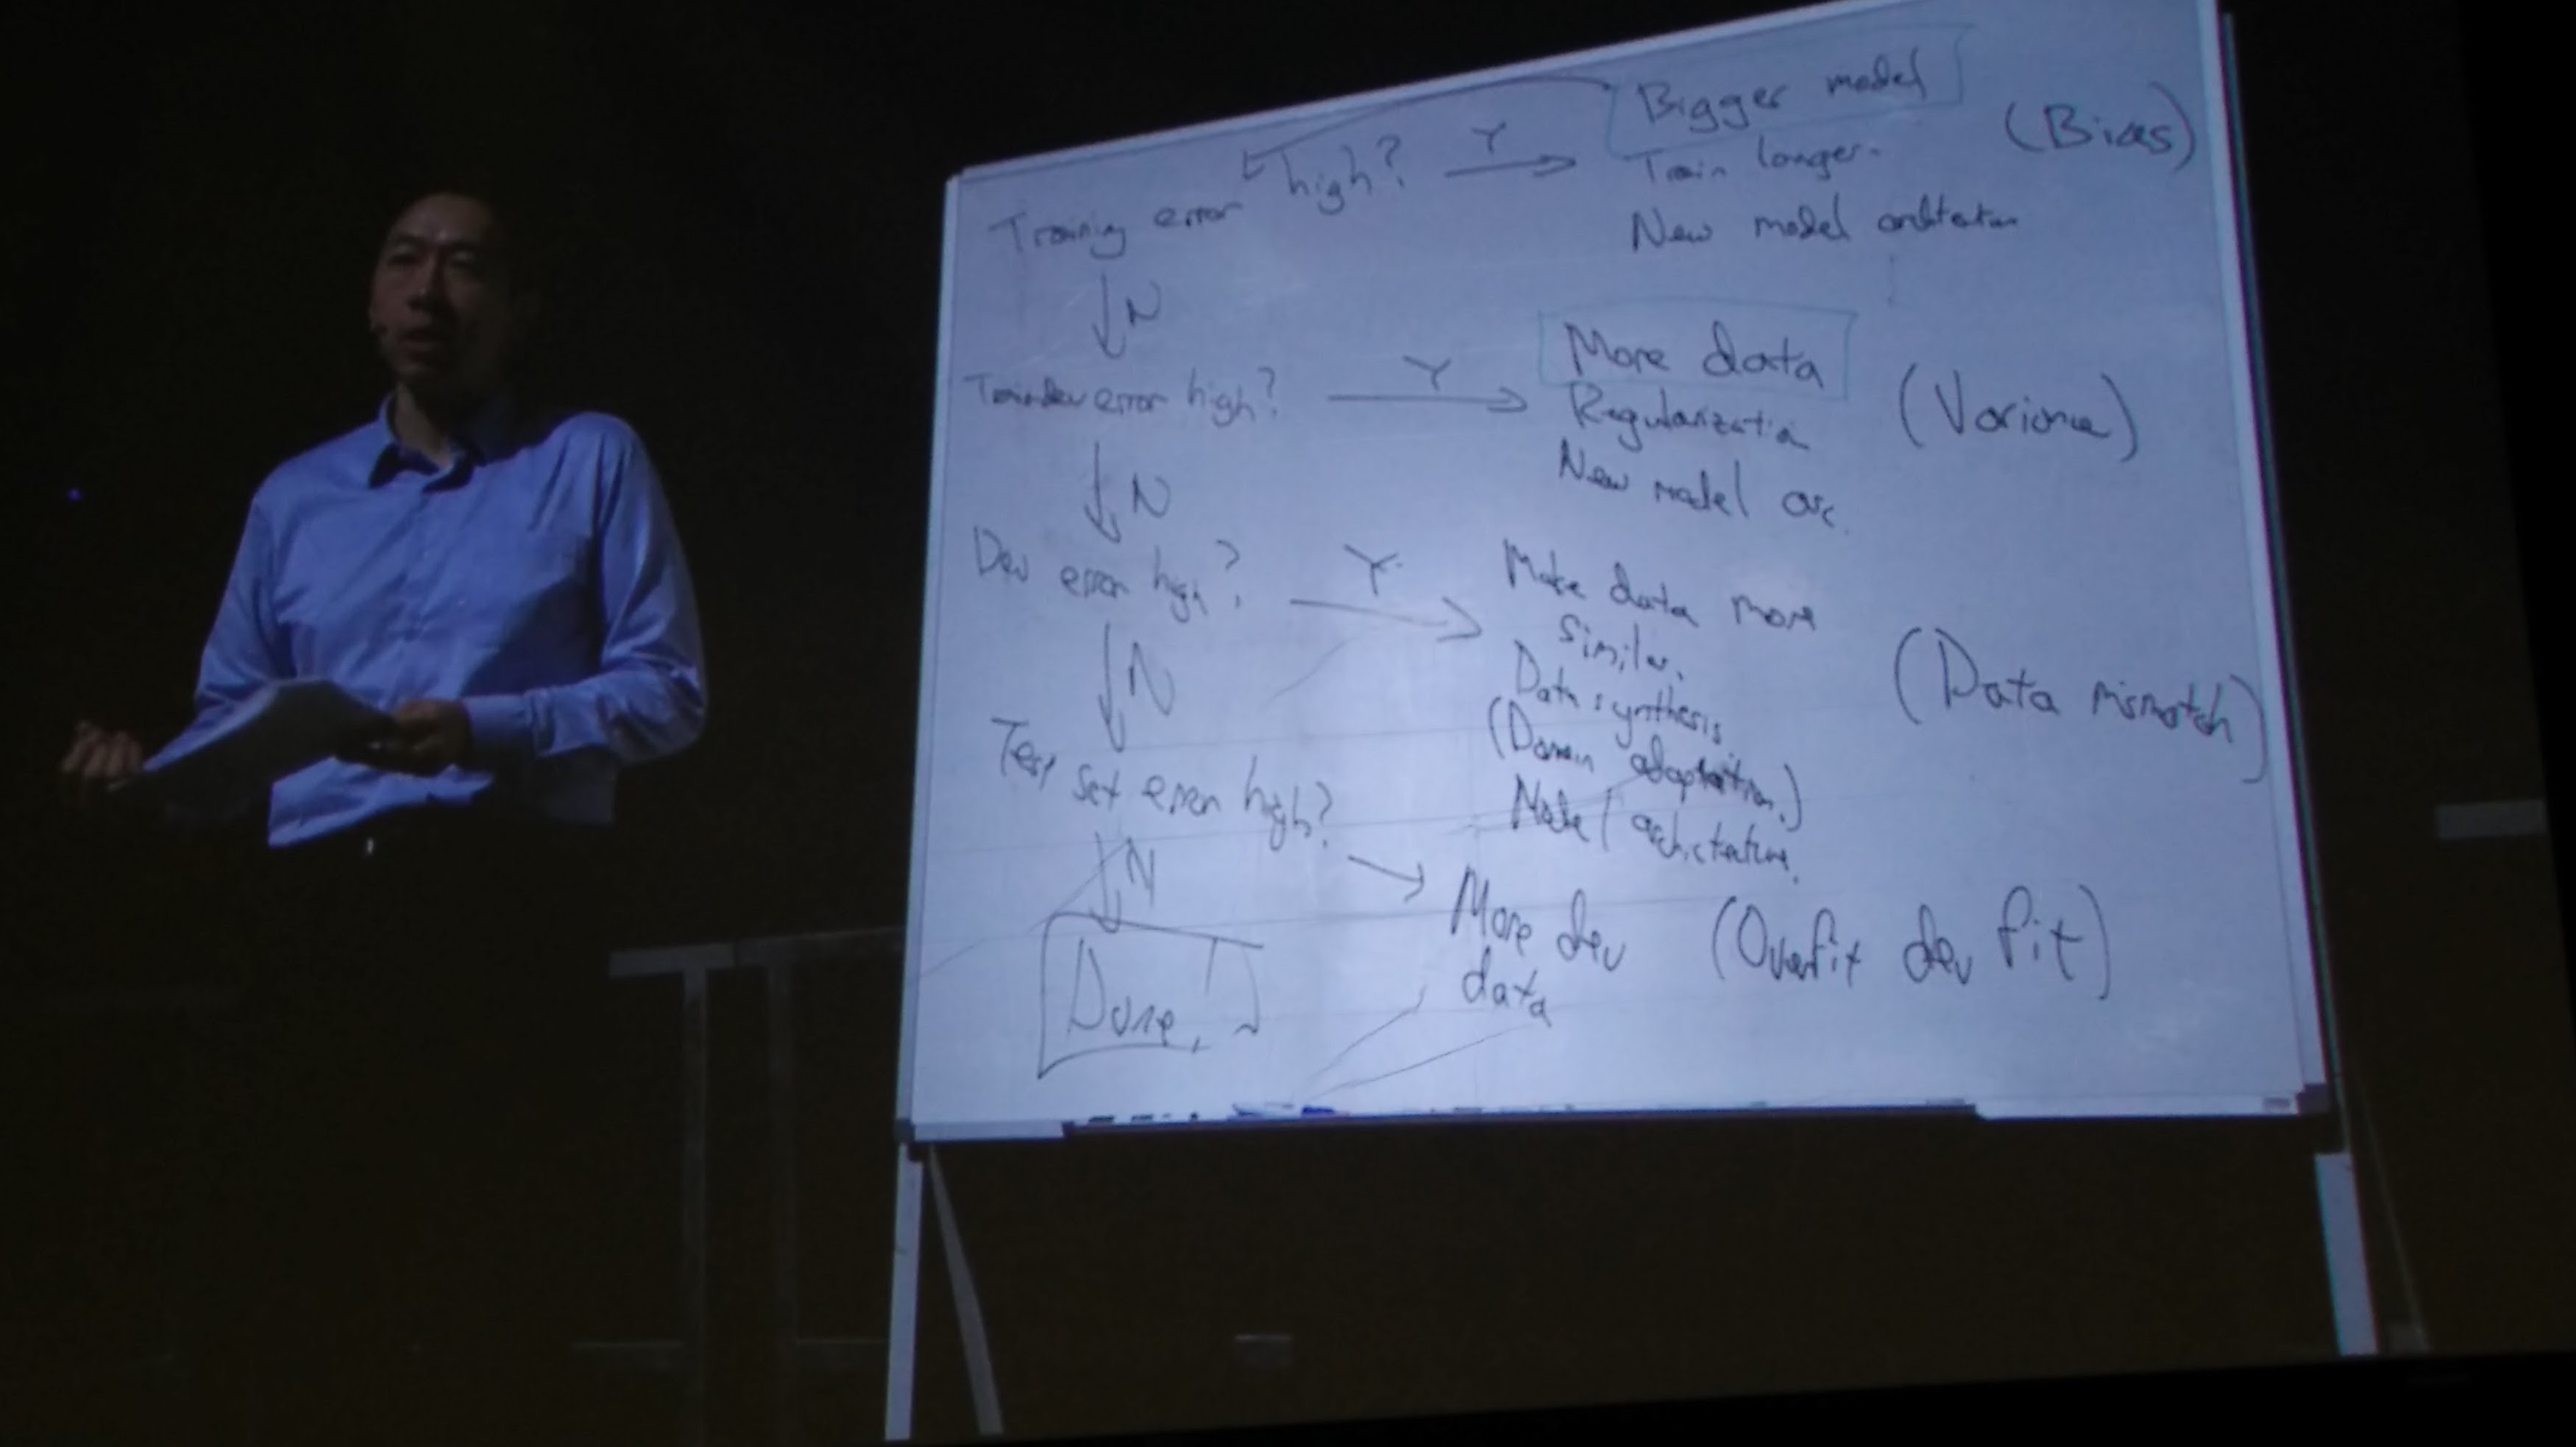 Bigger model
Training error high? Y (Bias)
Train longer.
New model
N
More data
Train-dev error high? Y (Variance)
Regularization
New model arc.
N
Dev error high? Y Make data more
similar.
Data synthesis (Data mismatch)
(Domain adaptation.)
N
Test set error high?
architecture.
N
More dev (Overfit dev fit)
data
Done,